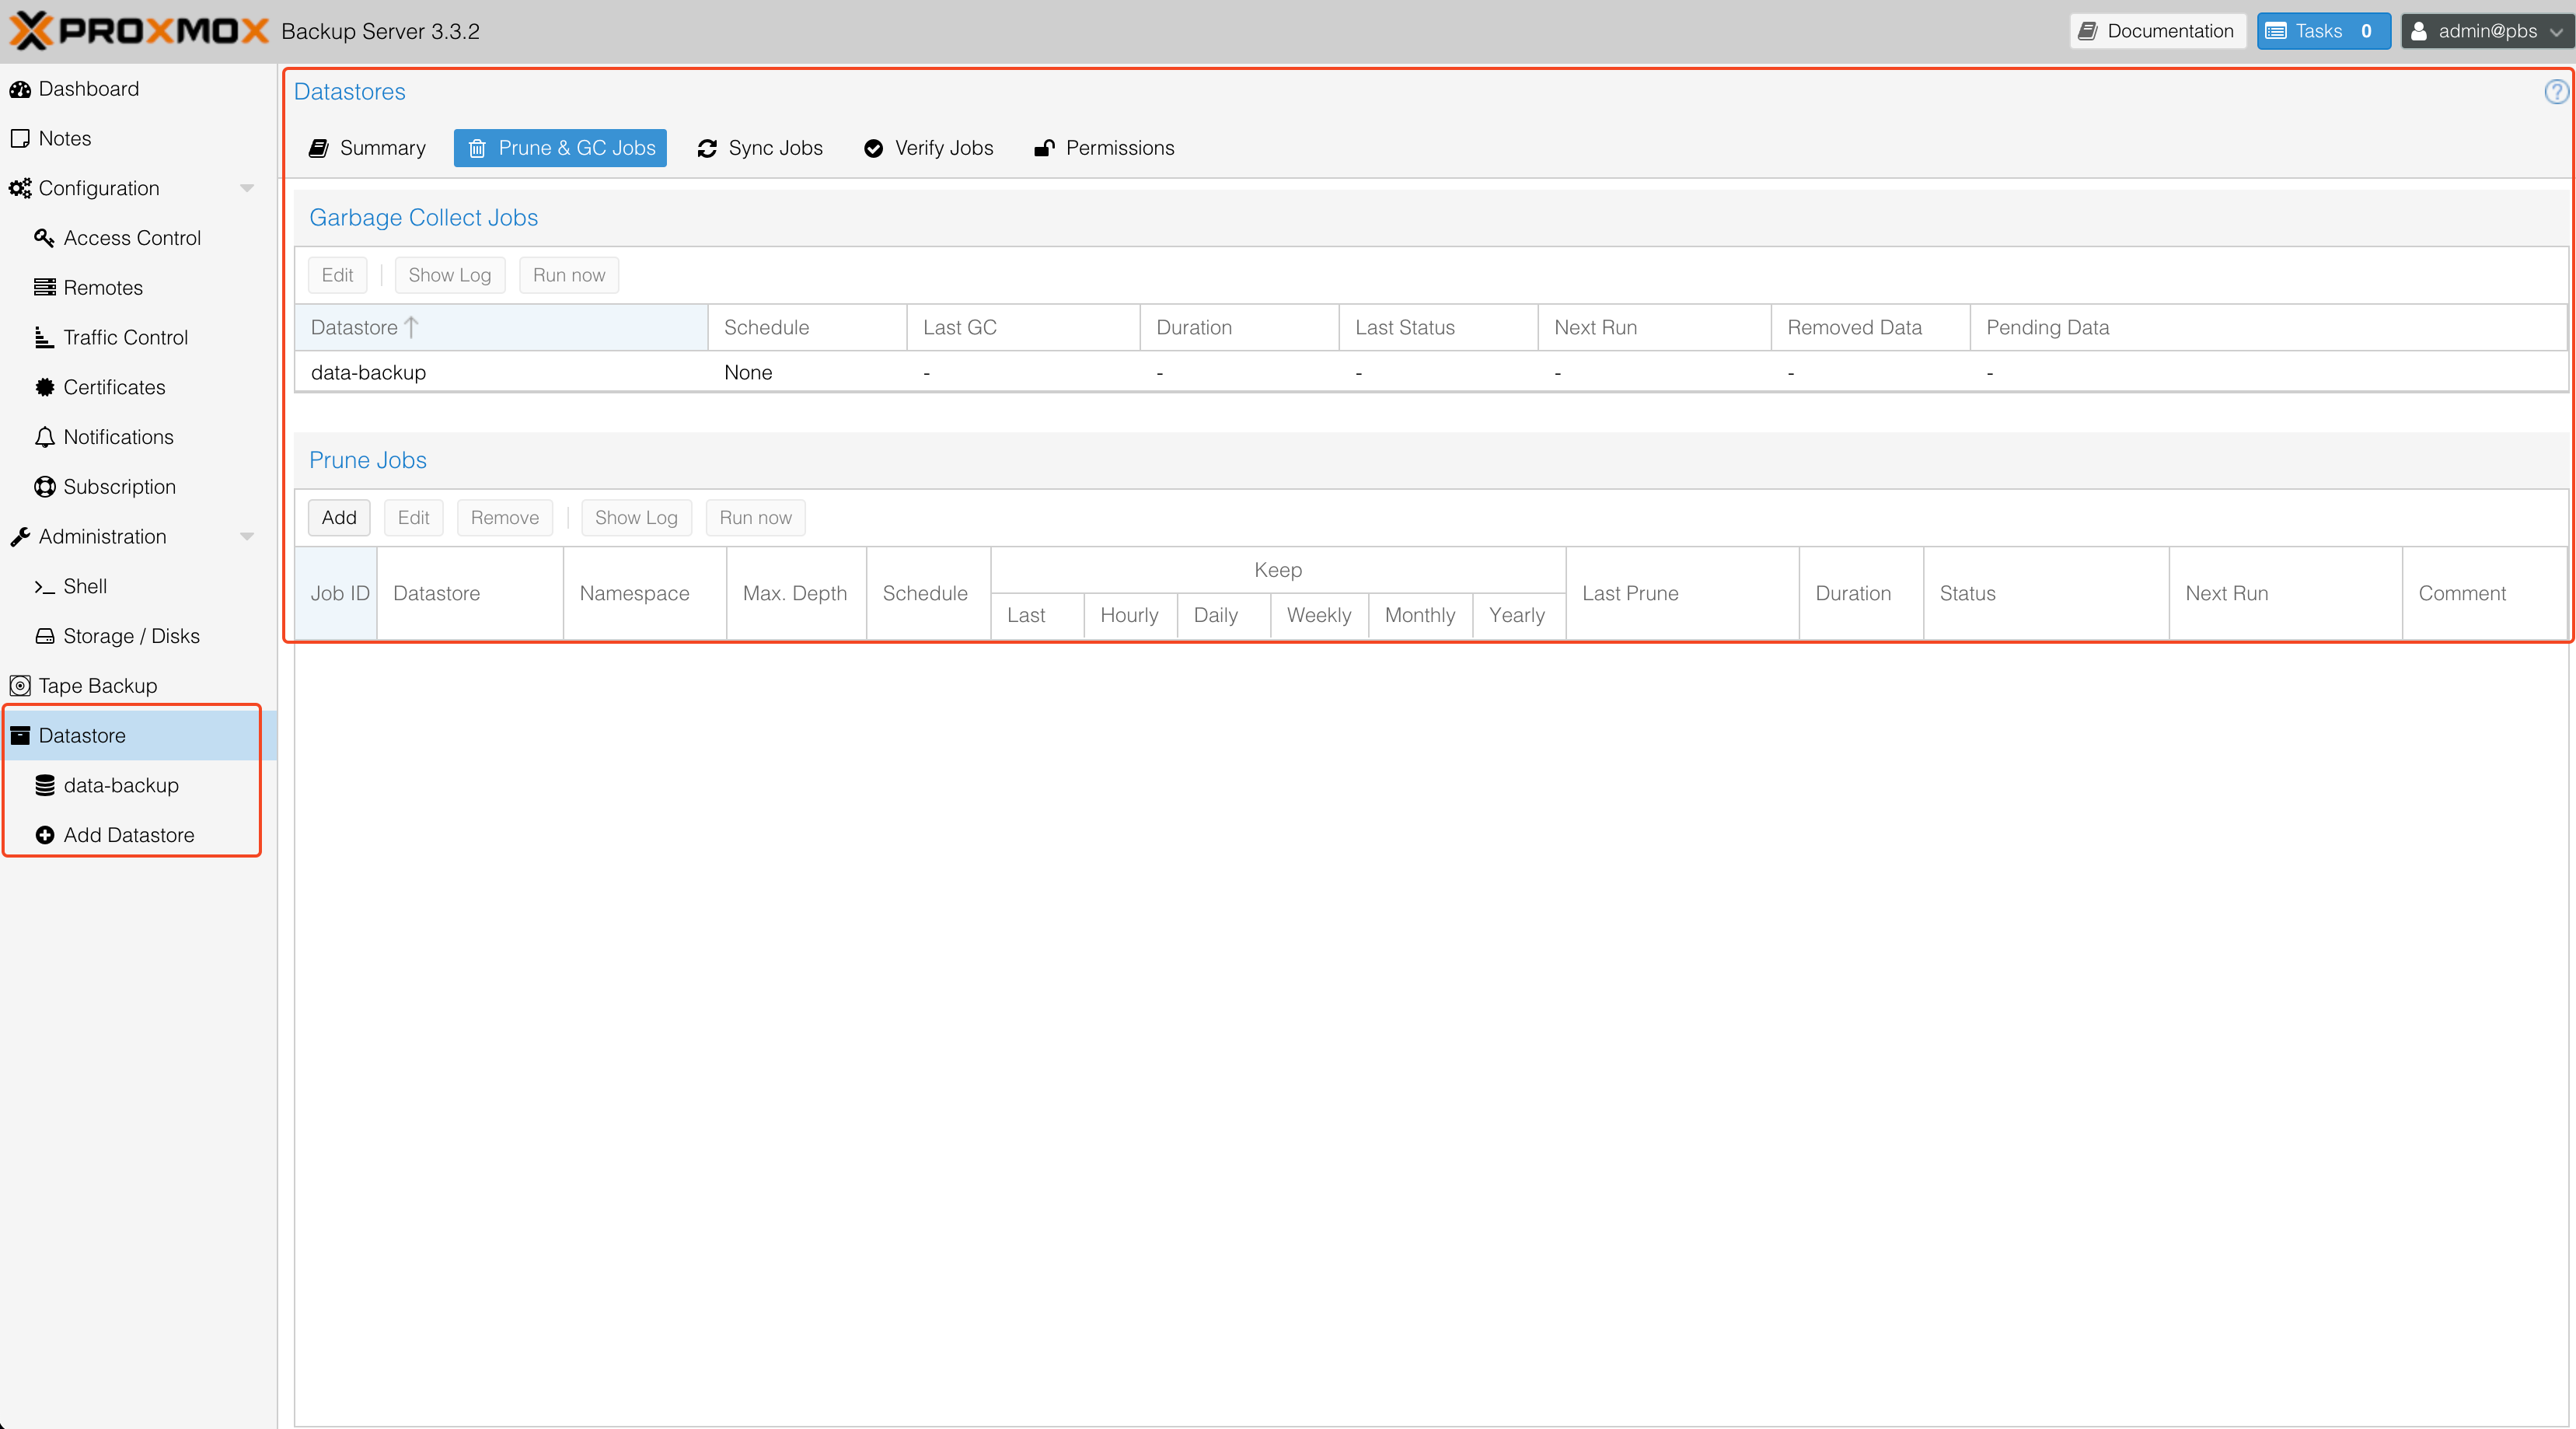 PROXMOX Backup Server 3.3.2 Documentation Tasks 0 admin@pbs
Dashboard
Notes
Configuration
Access Control
Remotes
Traffic Control
Certificates
Notifications
Subscription
Administration
Shell
Storage / Disks
Tape Backup
Datastore
data-backup
Add Datastore
Datastores ?
Summary Prune & GC Jobs Sync Jobs Verify Jobs Permissions
Garbage Collect Jobs
Edit Show Log Run now
Datastore Schedule Last GC Duration Last Status Next Run Removed Data Pending Data
data-backup None - - - - - -
Prune Jobs
Add Edit Remove Show Log Run now
Job ID Datastore Namespace Max. Depth Schedule Keep Last Prune Duration Status Next Run Comment
Last Hourly Daily Weekly Monthly Yearly